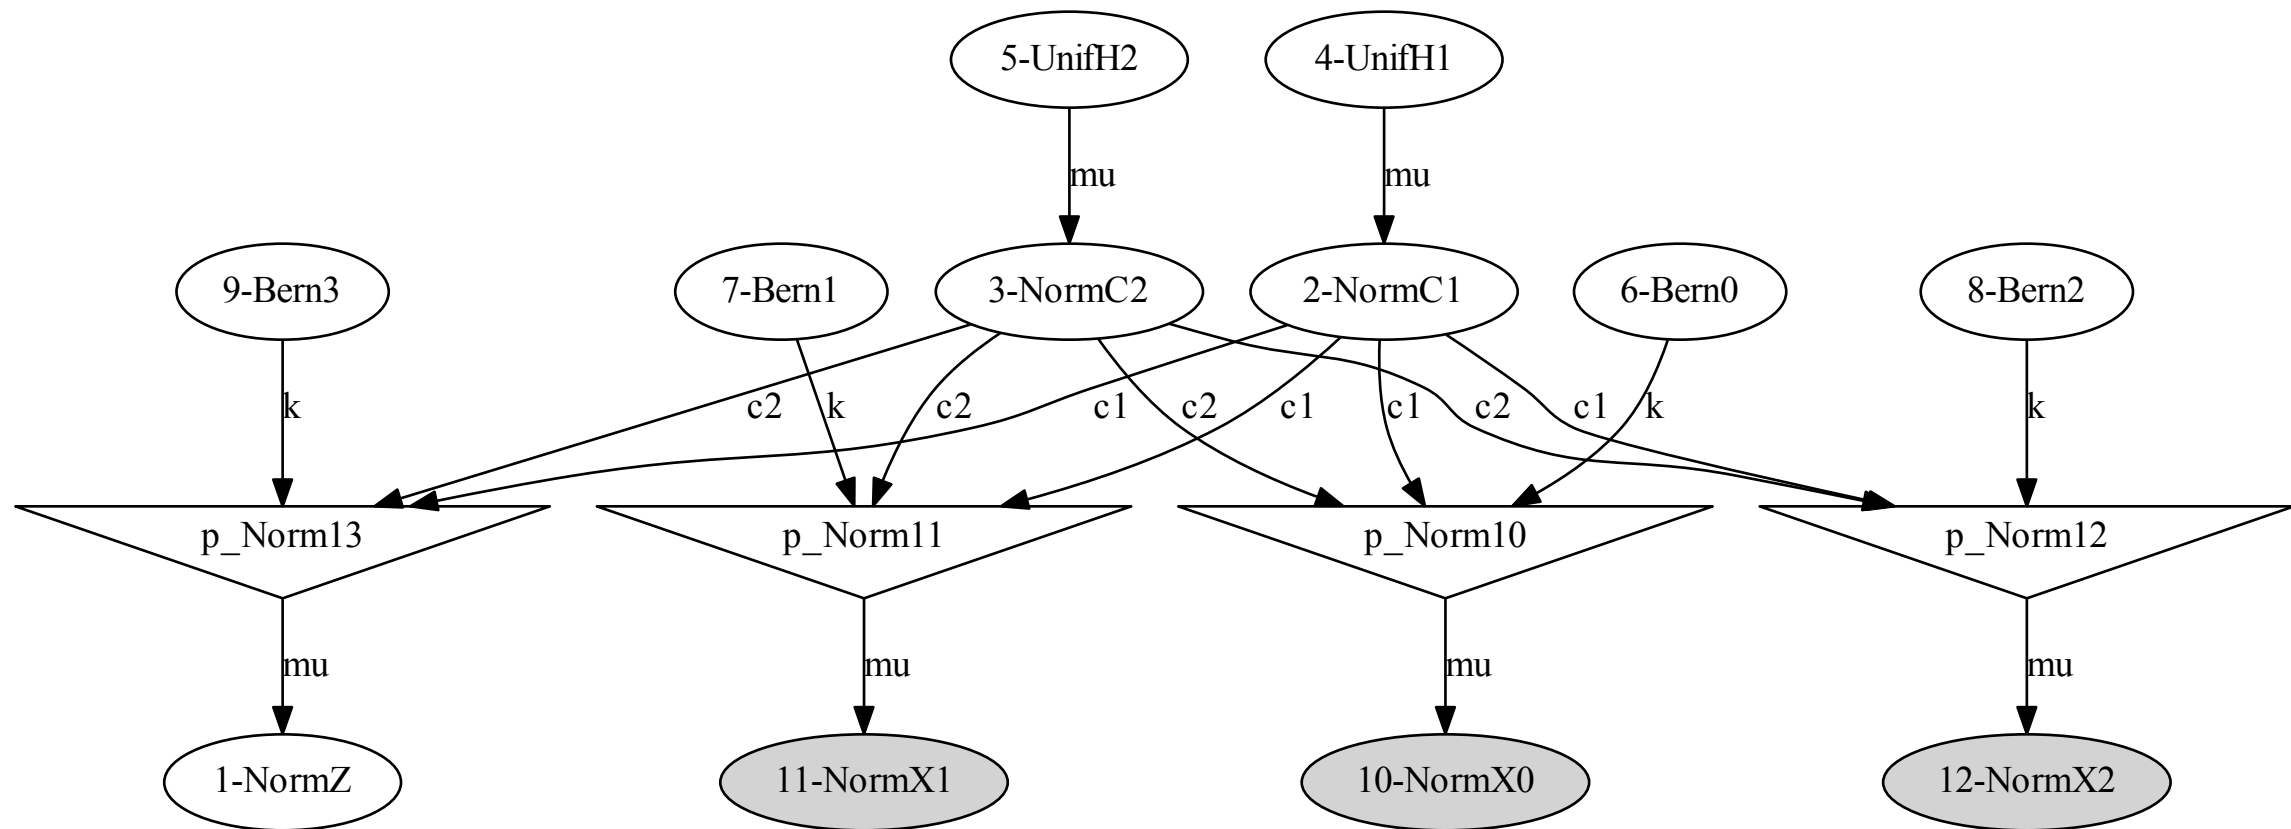 5-UnifH2
4-UnifH1
mu
mu
9-Bern3
7-Bern1
3-NormC2
2-NormC1
6-Bern0
8-Bern2
k
c2
k
c2
c1
c2
c1
c1
k
c2
c1
k
p_Norm13
p_Norm11
p_Norm10
p_Norm12
mu
mu
mu
mu
1-NormZ
11-NormX1
10-NormX0
12-NormX2